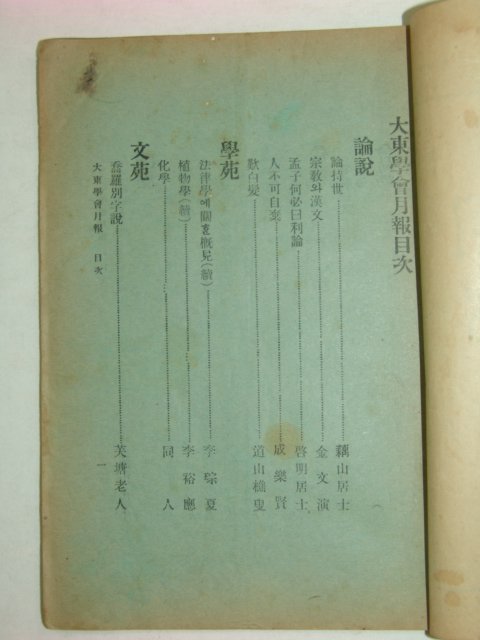 大東學會月報目次
論說
論持世 藕山居士
宗敎와漢文 金文演
孟子何必曰利論 啓明居士
人不可自棄 成樂賢
歎白髮 道山樵叟
學苑
法律學에關 槪見(續) 李琮夏
植物學(續) 李裕應
化學 同人
文苑
喬羅別字說 芙塘老人
大東學會月報 目次 一